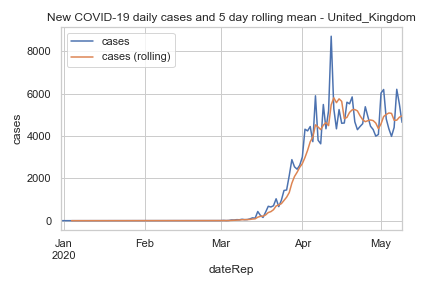 New COVID-19 daily cases and 5 day rolling mean - United_Kingdom
cases
cases (rolling)
8000
6000
4000
2000
0
cases
Jan
2020
Feb
Mar
Apr
May
dateRep